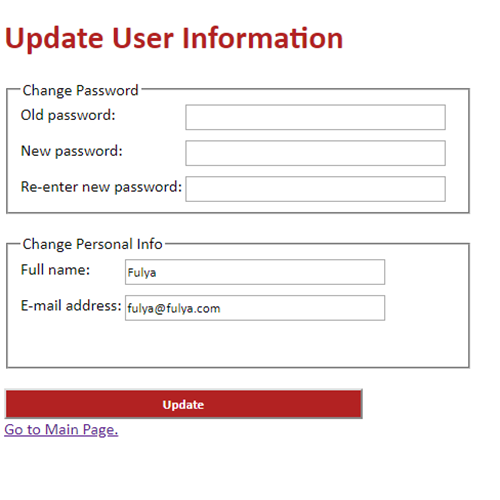 Update User Information
Change Password
Old password:
New password:
Re-enter new password:
Change Personal Info
Full name: Fulya
E-mail address: fulya@fulya.com
Update
Go to Main Page.